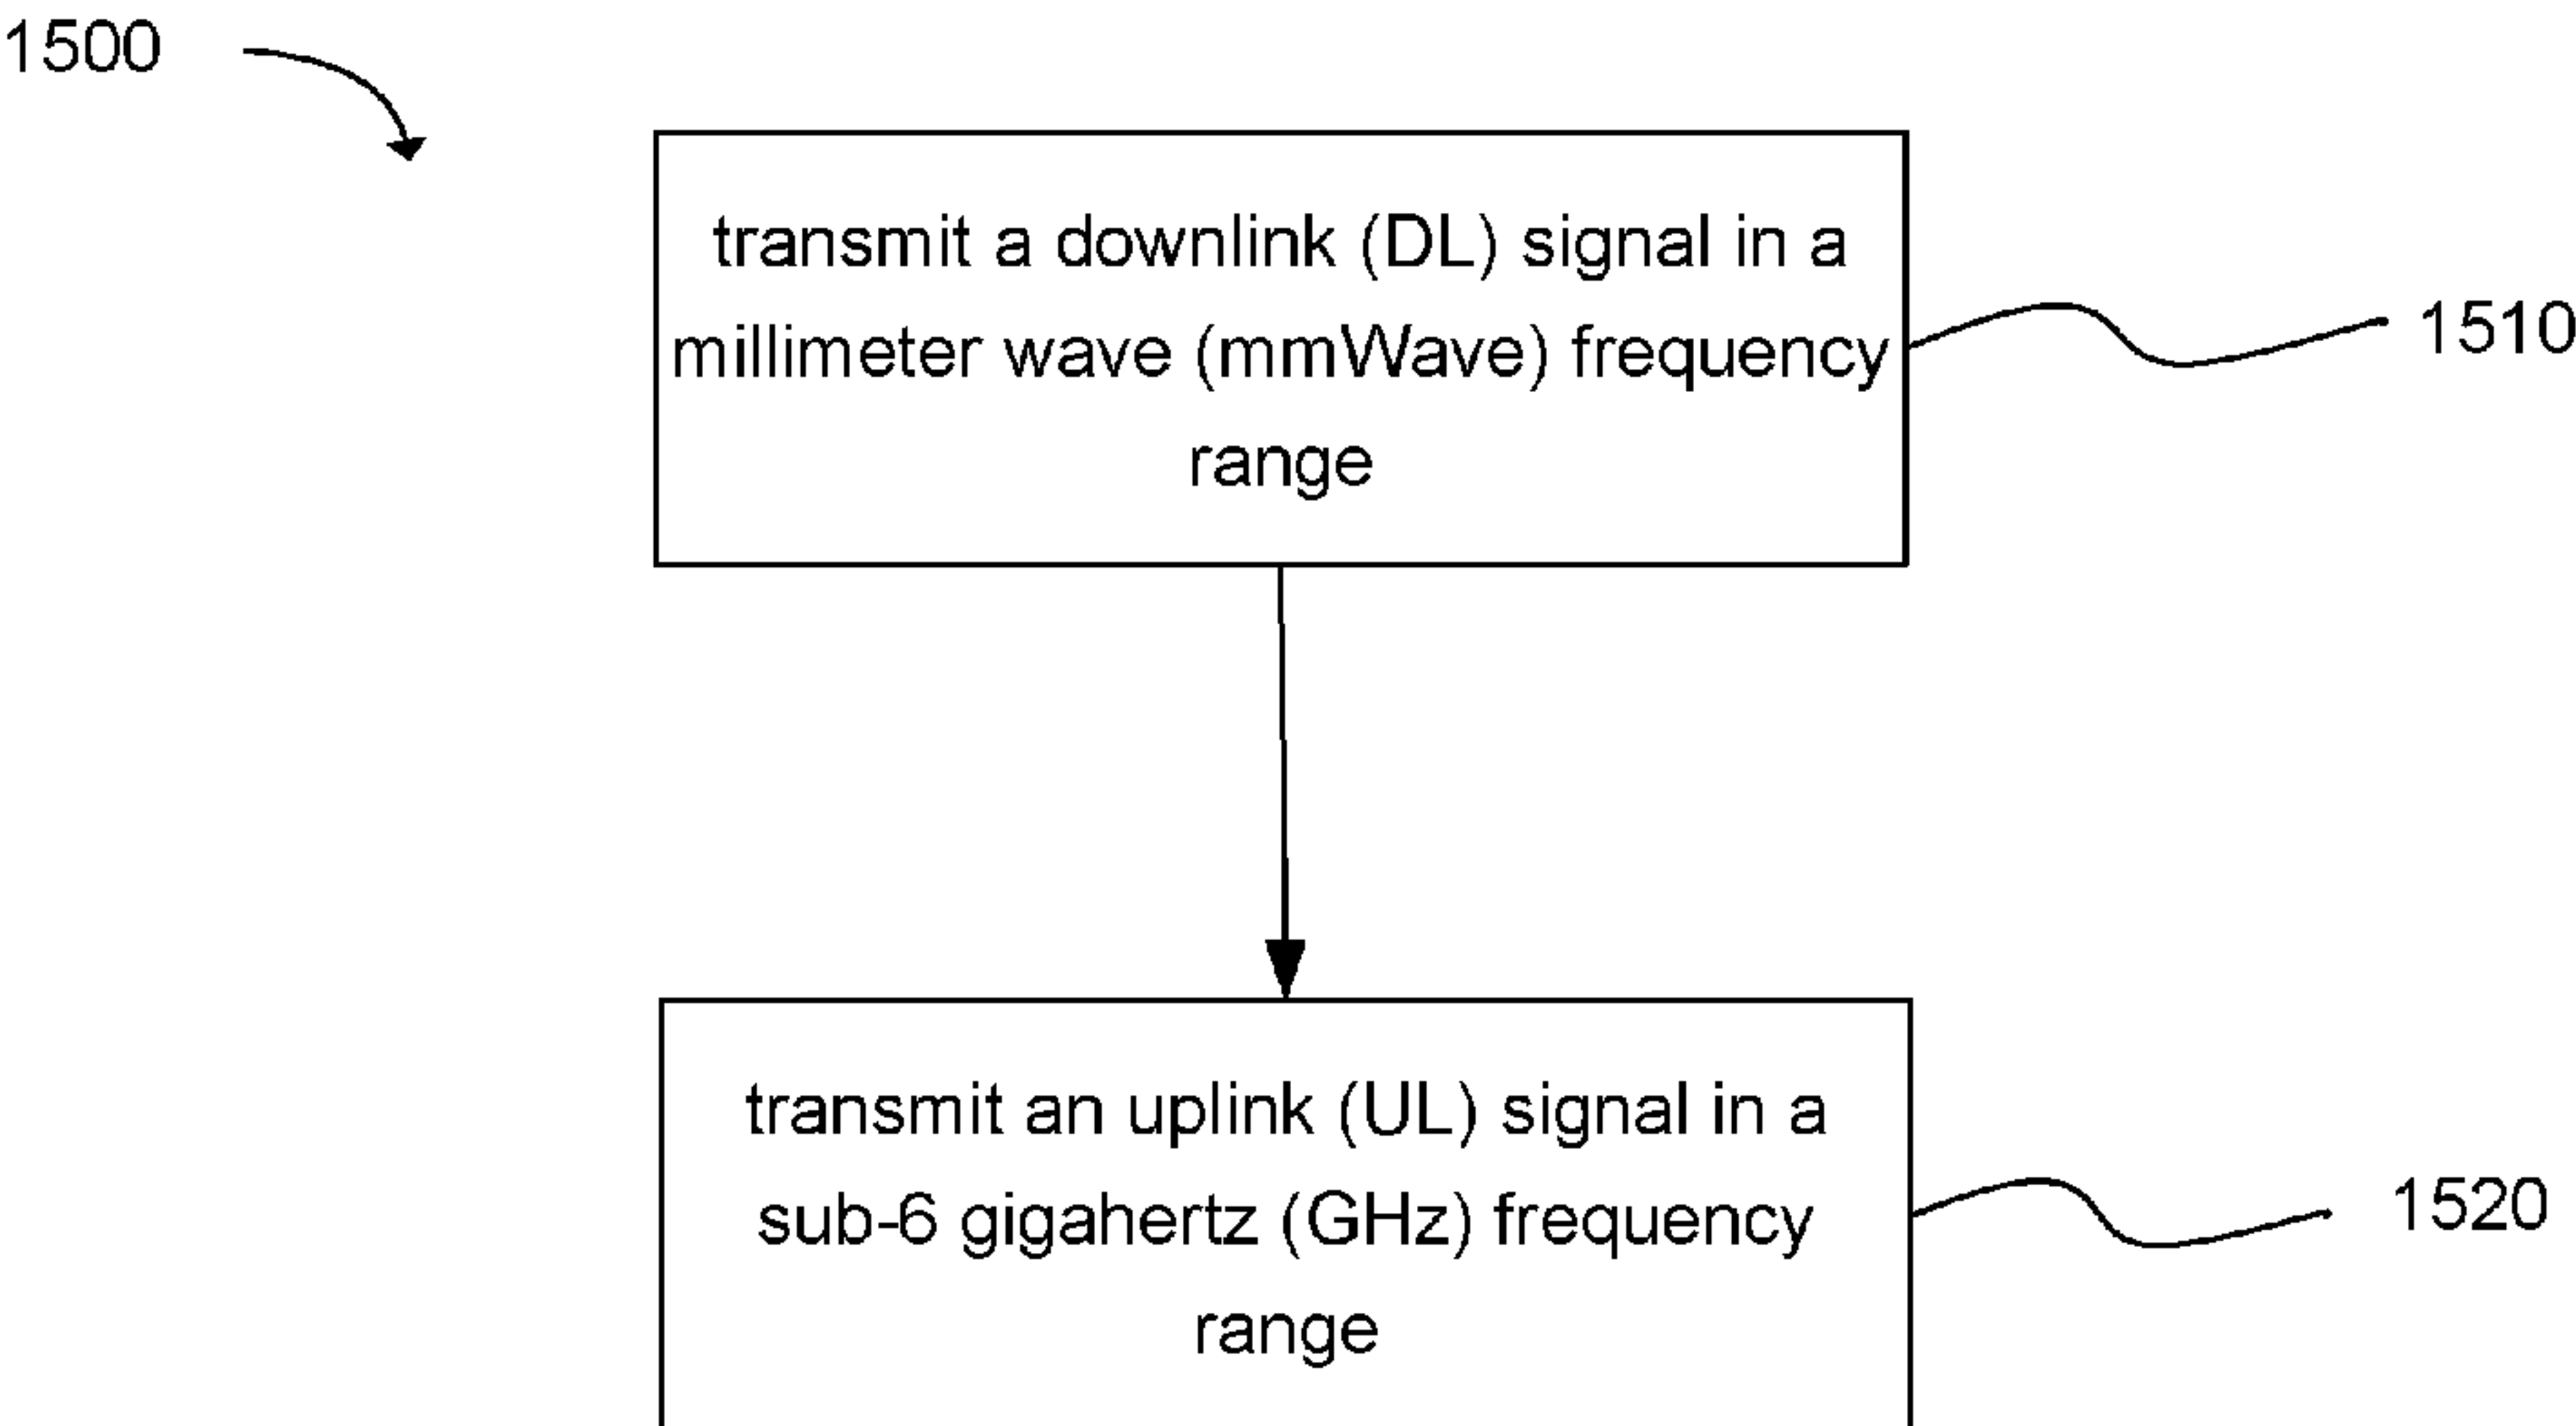 1500
transmit a downlink (DL) signal in a
millimeter wave (mmWave) frequency
range
1510
transmit an uplink (UL) signal in a
sub-6 gigahertz (GHz) frequency
range
1520